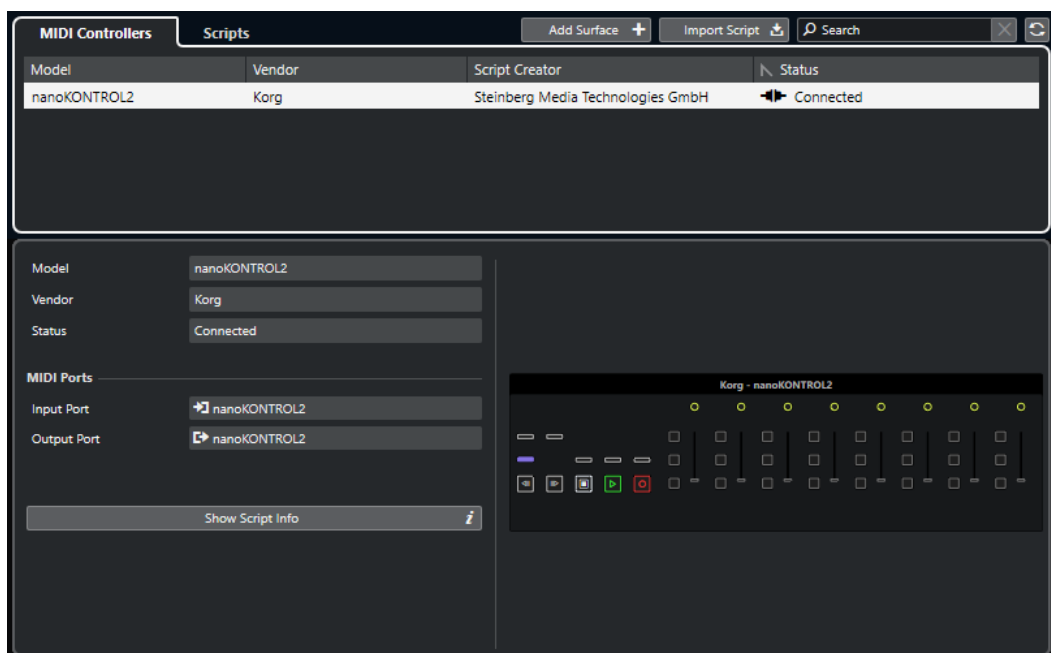 MIDI Controllers Scripts Add Surface Import Script Search
Model Vendor Script Creator Status
nanoKONTROL2 Korg Steinberg Media Technologies GmbH Connected
Model nanoKONTROL2
Vendor Korg
Status Connected
MIDI Ports
Korg - nanoKONTROL2
Input Port nanoKONTROL2
Output Port nanoKONTROL2
Show Script Info i